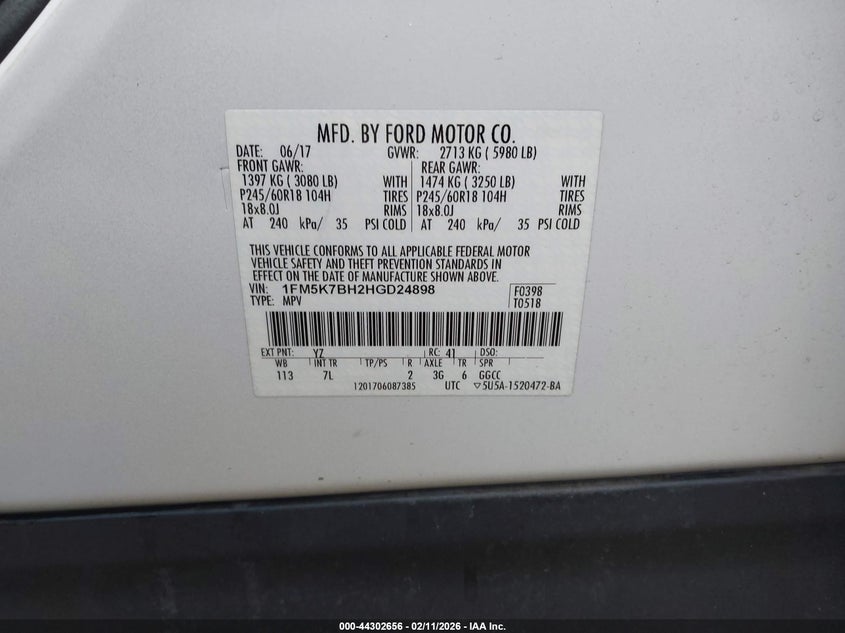 MFD. BY FORD MOTOR CO.
DATE: 06/17 GVWR: 2713 KG ( 5980 LB)
FRONT GAWR: REAR GAWR:
1397 KG ( 3080 LB) WITH 1474 KG ( 3250 LB) WITH
P245/60R18 104H TIRES P245/60R18 104H TIRES
18x8.0J RIMS 18x8.0J RIMS
AT 240 kPa/ 35 PSI COLD AT 240 kPa/ 35 PSI COLD
THIS VEHICLE CONFORMS TO ALL APPLICABLE FEDERAL MOTOR
VEHICLE SAFETY AND THEFT PREVENTION STANDARDS IN
EFFECT ON THE DATE OF MANUFACTURE SHOWN ABOVE.
VIN: 1FM5K7BH2HGD24898 F0398
TYPE: MPV T0518
EXT PNT: YZ RC: 41 DSO:
WB INT TR TP/PS R AXLE TR SPR
113 7L 2 3G 6 GGCC
1201706087385 UTC ▽5U5A-1520472-BA
000-44302656 - 02/11/2026 - IAA Inc.